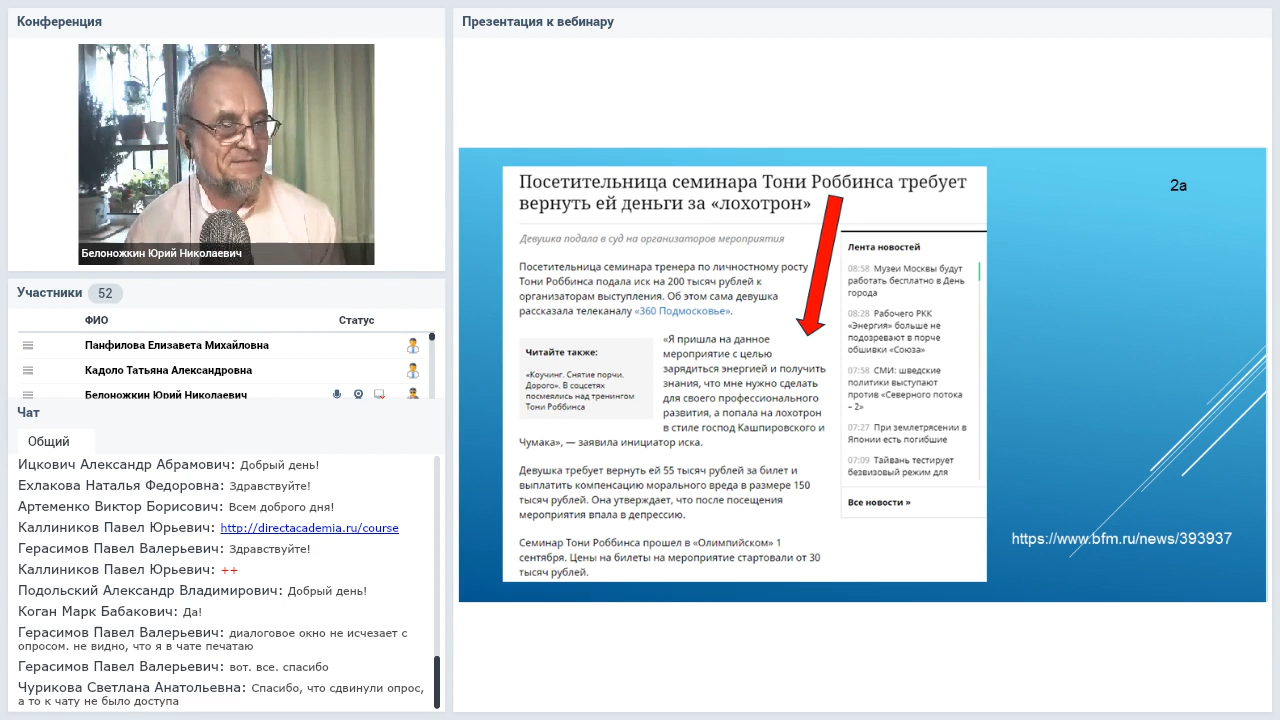 Конференция
Белоножкин Юрий Николаевич
Участники 52
ФИО Статус
Панфилова Елизавета Михайловна
Кадоло Татьяна Александровна
Белоножкин Юрий Николаевич
Чат
Общий
Ицкович Александр Абрамович: Добрый день!
Ехлакова Наталья Федоровна: Здравствуйте!
Артеменко Виктор Борисович: Всем доброго дня!
Каллиников Павел Юрьевич: http://directacademia.ru/course
Герасимов Павел Валерьевич: Здравствуйте!
Каллиников Павел Юрьевич: ++
Подольский Александр Владимирович: Добрый день!
Коган Марк Бабакович: Да!
Герасимов Павел Валерьевич: диалоговое окно не исчезает с
опросом. не видно, что я в чате печатаю
Герасимов Павел Валерьевич: вот. все. спасибо
Чурикова Светлана Анатольевна: Спасибо, что сдвинули опрос,
а то к чату не было доступа
Презентация к вебинару
2а
Посетительница семинара Тони Роббинса требует
вернуть ей деньги за «лохотрон»
Девушка подала в суд на организаторов мероприятия
Посетительница семинара тренера по личностному росту
Тони Роббинса подала иск на 200 тысяч рублей к
организаторам выступления. Об этом сама девушка
рассказала телеканалу «360 Подмосковье».
Читайте также:
«Коучинг. Снятие порчи.
Дорого». В соцсетях
посмеялись над тренингом
Тони Роббинса
«Я пришла на данное
мероприятие с целью
зарядиться энергией и получить
знания, что мне нужно сделать
для своего профессионального
развития, а попала на лохотрон
в стиле господ Кашпировского и
Чумака», — заявила инициатор иска.
Девушка требует вернуть ей 55 тысяч рублей за билет и
выплатить компенсацию морального вреда в размере 150
тысяч рублей. Она утверждает, что после посещения
мероприятия впала в депрессию.
Семинар Тони Роббинса прошел в «Олимпийском» 1
сентября. Цены на билеты на мероприятие стартовали от 30
тысяч рублей.
Лента новостей
08:58 Музеи Москвы будут
работать бесплатно в День
города
08:28 Рабочего РКК
«Энергия» больше не
подозревают в порче
обшивки «Союза»
07:58 СМИ: шведские
политики выступают
против «Северного потока
– 2»
07:27 При землетрясении в
Японии есть погибшие
07:09 Тайвань тестирует
безвизовый режим для
Все новости »
https://www.bfm.ru/news/393937